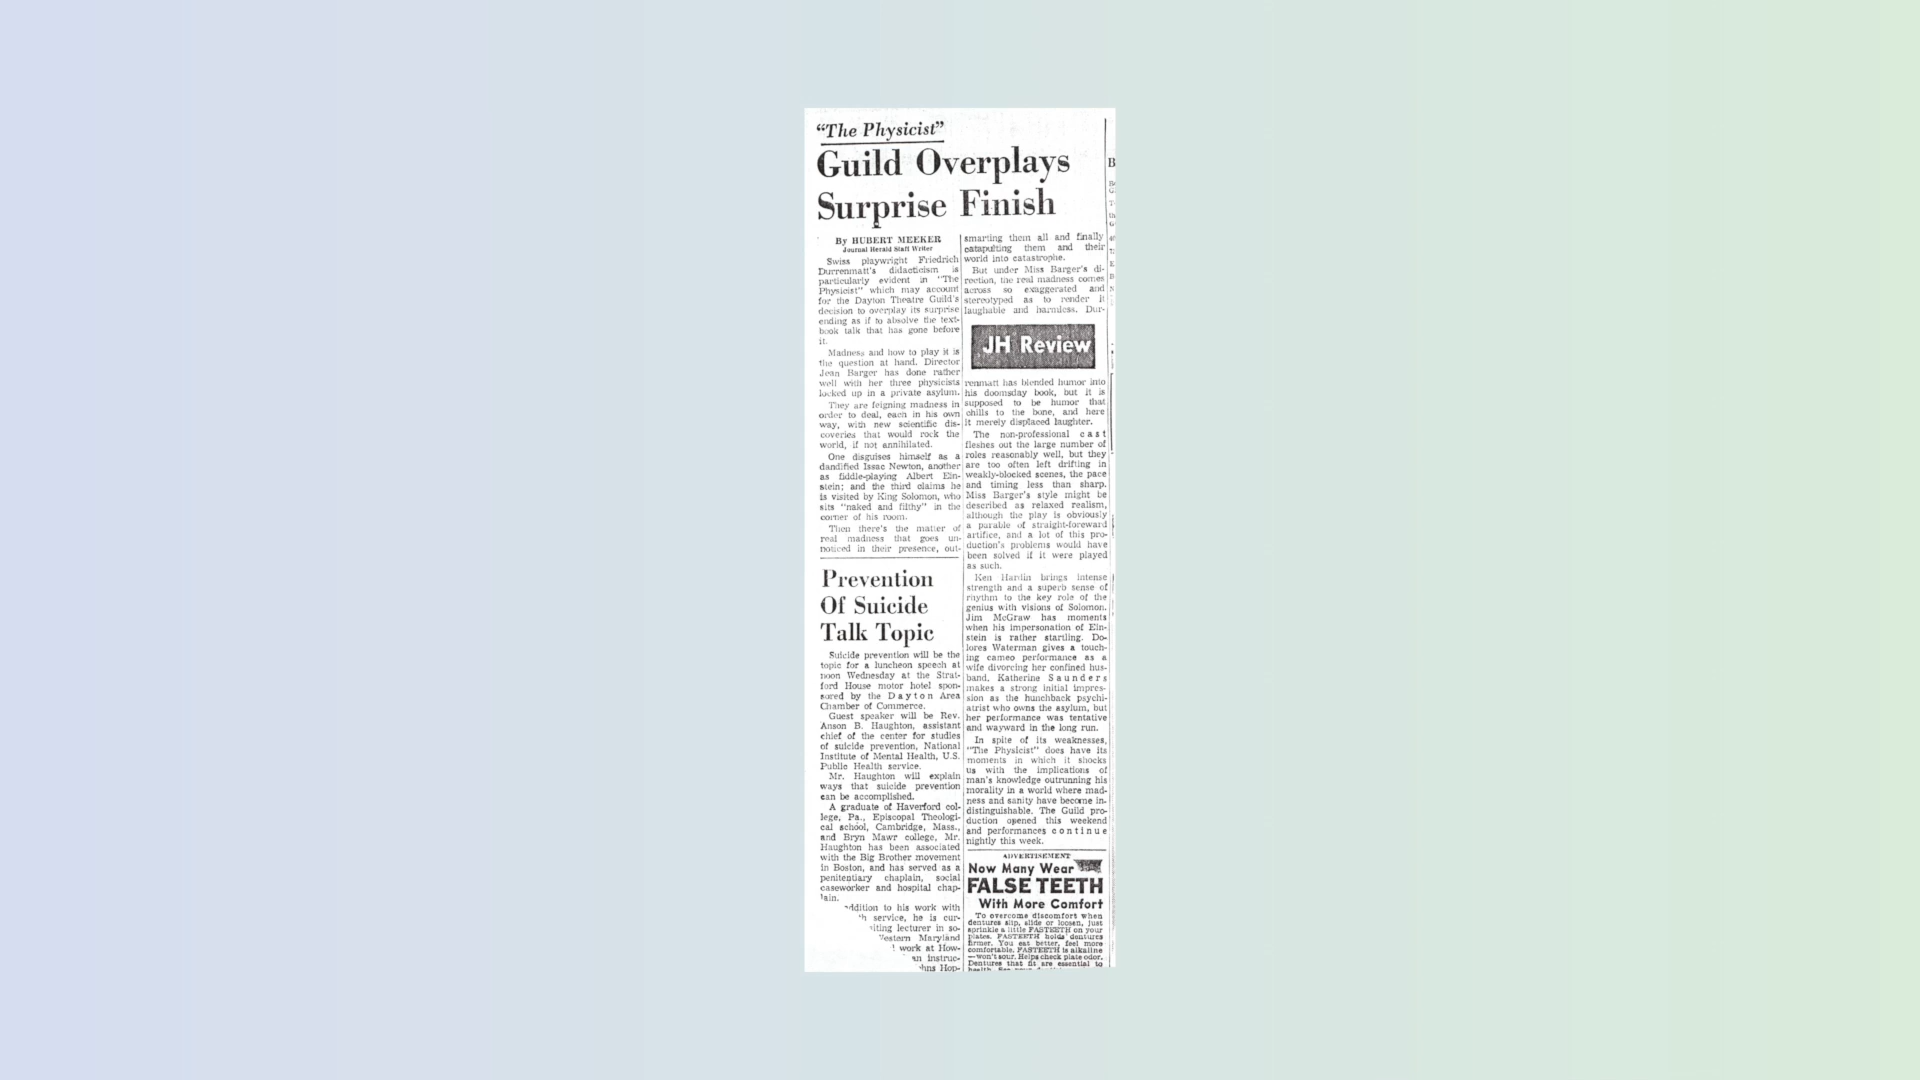 “The Physicist”
Guild Overplays
Surprise Finish
By HUBERT MEEKER
Journal Herald Staff Writer
Swiss playwright Friedrich
Durrenmatt's didacticism is
particularly evident in "The
Physicist" which may account
for the Dayton Theatre Guild's
decision to overplay its surprise
ending as if to absolve the text-
book talk that has gone before
it.
Madness and how to play it is
the question at hand. Director
Jean Barger has done rather
well with her three physicists
locked up in a private asylum.
They are feigning madness in
order to deal, each in his own
way, with new scientific dis-
coveries that would rock the
world, if not annihilated.
One disguises himself as a
dandified Issac Newton, another
as fiddle-playing Albert Ein-
stein; and the third claims he
is visited by King Solomon, who
sits "naked and filthy" in the
corner of his room.
Then there's the matter of
real madness that goes un-
noticed in their presence, out-
smarting them all and finally
catapulting them and their
world into catastrophe.
But under Miss Barger's di-
rection, the real madness comes
across so exaggerated and
stereotyped as to render it
laughable and harmless. Dur-
JH Review
renmatt has blended humor into
his doomsday book, but it is
supposed to be humor that
chills to the bone, and here
it merely displaced laughter.
The non-professional cast
fleshes out the large number of
roles reasonably well, but they
are too often left drifting in
weakly-blocked scenes, the pace
and timing less than sharp.
Miss Barger's style might be
described as relaxed realism,
although the play is obviously
a parable of straight-foreward
artifice, and a lot of this pro-
duction's problems would have
been solved if it were played
as such.
Ken Hardin brings intense
strength and a superb sense of
rhythm to the key role of the
genius with visions of Solomon.
Jim McGraw has moments
when his impersonation of Ein-
stein is rather startling. Do-
lores Waterman gives a touch-
ing cameo performance as a
wife divorcing her confined hus-
band. Katherine Saunders
makes a strong initial impres-
sion as the hunchback psychi-
atrist who owns the asylum, but
her performance was tentative
and wayward in the long run.
In spite of its weaknesses,
"The Physicist" does have its
moments in which it shocks
us with the implications of
man's knowledge outrunning his
morality in a world where mad-
ness and sanity have become in-
distinguishable. The Guild pro-
duction opened this weekend
and performances continue
nightly this week.
Prevention
Of Suicide
Talk Topic
Suicide prevention will be the
topic for a luncheon speech at
noon Wednesday at the Strat-
ford House motor hotel spon-
sored by the Dayton Area
Chamber of Commerce.
Guest speaker will be Rev.
Anson B. Haughton, assistant
chief of the center for studies
of suicide prevention, National
Institute of Mental Health, U.S.
Public Health service.
Mr. Haughton will explain
ways that suicide prevention
can be accomplished.
A graduate of Haverford col-
lege, Pa., Episcopal Theologi-
cal school, Cambridge, Mass.,
and Bryn Mawr college, Mr.
Haughton has been associated
with the Big Brother movement
in Boston, and has served as a
penitentiary chaplain, social
caseworker and hospital chap-
lain.
ddition to his work with
th service, he is cur-
iting lecturer in so-
Western Maryland
work at How-
an instruc-
hns Hop-
ADVERTISEMENT
Now Many Wear
FALSE TEETH
With More Comfort
To overcome discomfort when
dentures slip, slide or loosen, just
sprinkle a little FASTEETH on your
plates. FASTEETH holds dentures
firmer. You eat better, feel more
comfortable. FASTEETH is alkaline
—won't sour. Helps check plate odor.
Dentures that fit are essential to